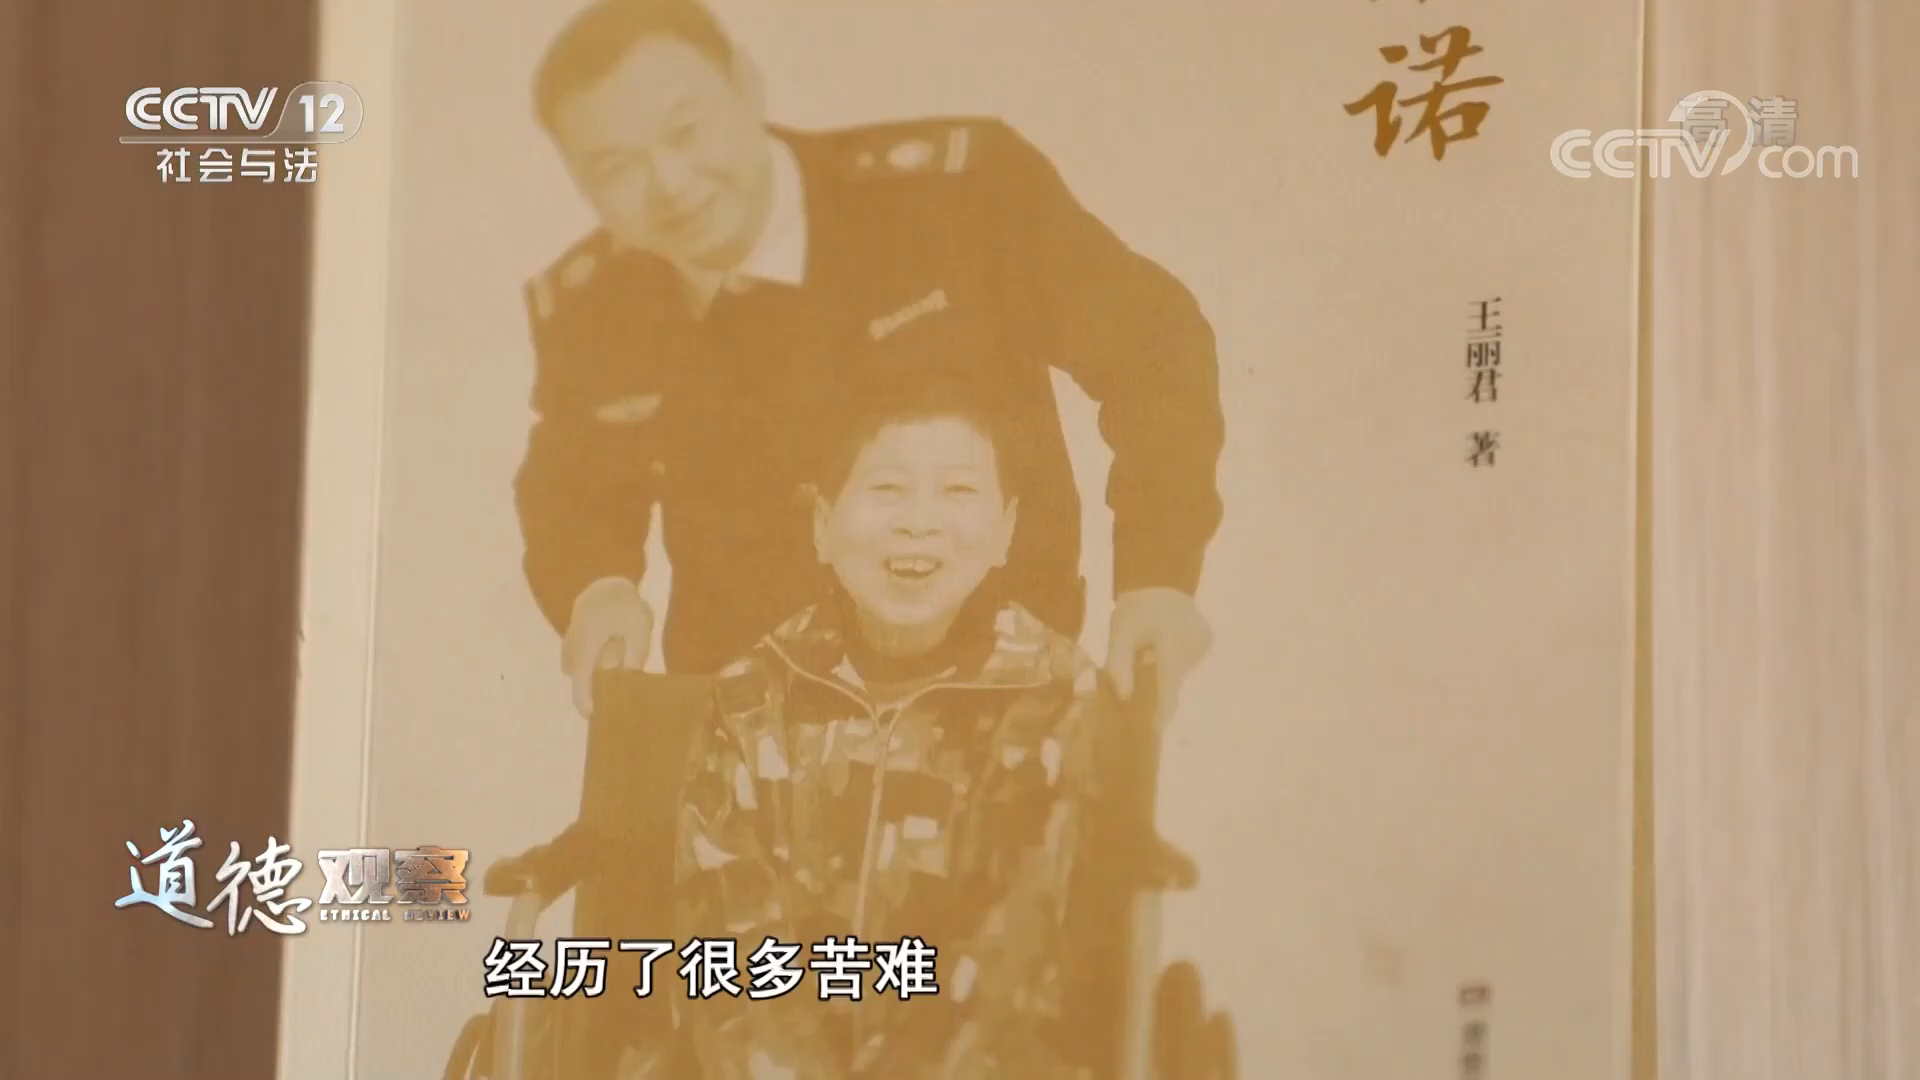 CCTV 12
社会与法
高清
CCTV.com
诺
王丽君 著
道德观察
ETHICAL REVIEW
经历了很多苦难